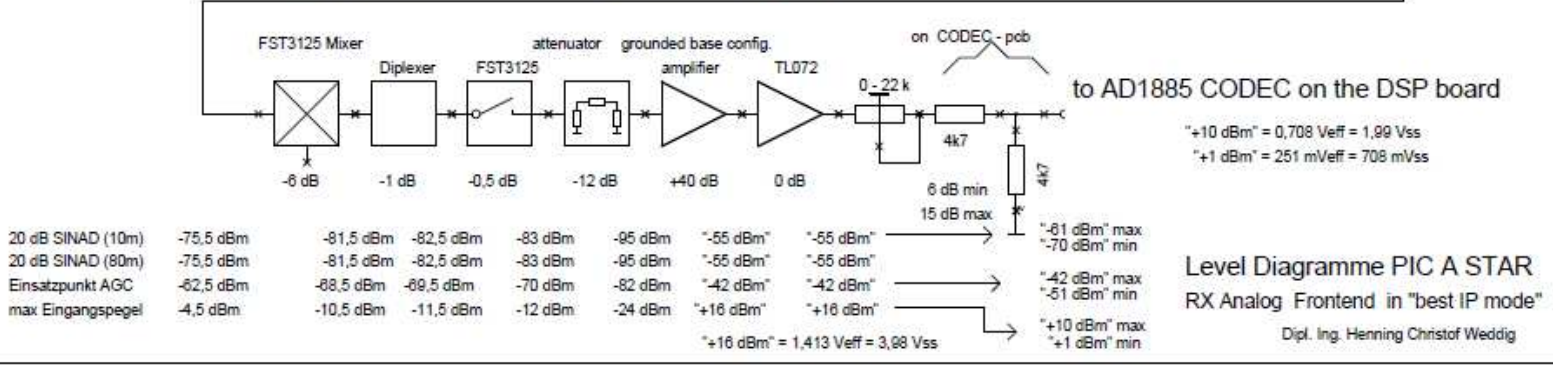 on CODEC - pcb
FST3125 Mixer attenuator grounded base config.
Diplexer FST3125 amplifier TL072
0 - 22 k
to AD1885 CODEC on the DSP board
"+10 dBm" = 0,708 Veff = 1,99 Vss
4k7
"+1 dBm" = 251 mVeff = 708 mVss
4k7
-6 dB -1 dB -0,5 dB -12 dB +40 dB 0 dB
6 dB min
15 dB max
20 dB SINAD (10m) -75,5 dBm -81,5 dBm -82,5 dBm -83 dBm -95 dBm "-55 dBm" "-55 dBm"
"-61 dBm" max
"-70 dBm" min
20 dB SINAD (80m) -75,5 dBm -81,5 dBm -82,5 dBm -83 dBm -95 dBm "-55 dBm" "-55 dBm"
Einsatzpunkt AGC -62,5 dBm -68,5 dBm -69,5 dBm -70 dBm -82 dBm "-42 dBm" "-42 dBm"
"-42 dBm" max
"-51 dBm" min
max Eingangspegel -4,5 dBm -10,5 dBm -11,5 dBm -12 dBm -24 dBm "+16 dBm" "+16 dBm"
"+10 dBm" max
"+1 dBm" min
"+16 dBm" = 1,413 Veff = 3,98 Vss
Level Diagramme PIC A STAR
RX Analog Frontend in "best IP mode"
Dipl. Ing. Henning Christof Weddig